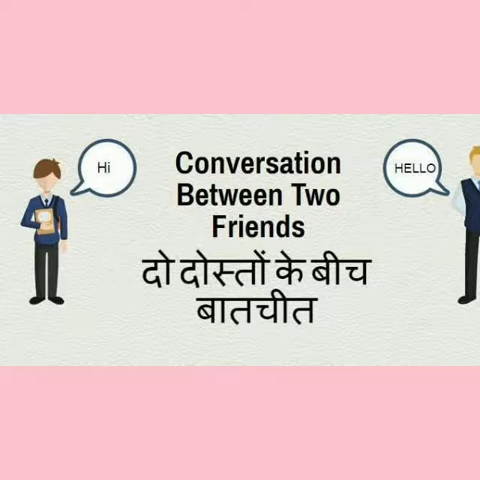 Hi
Conversation
Between Two
Friends
HELLO
दो दोस्तों के बीच
बातचीत